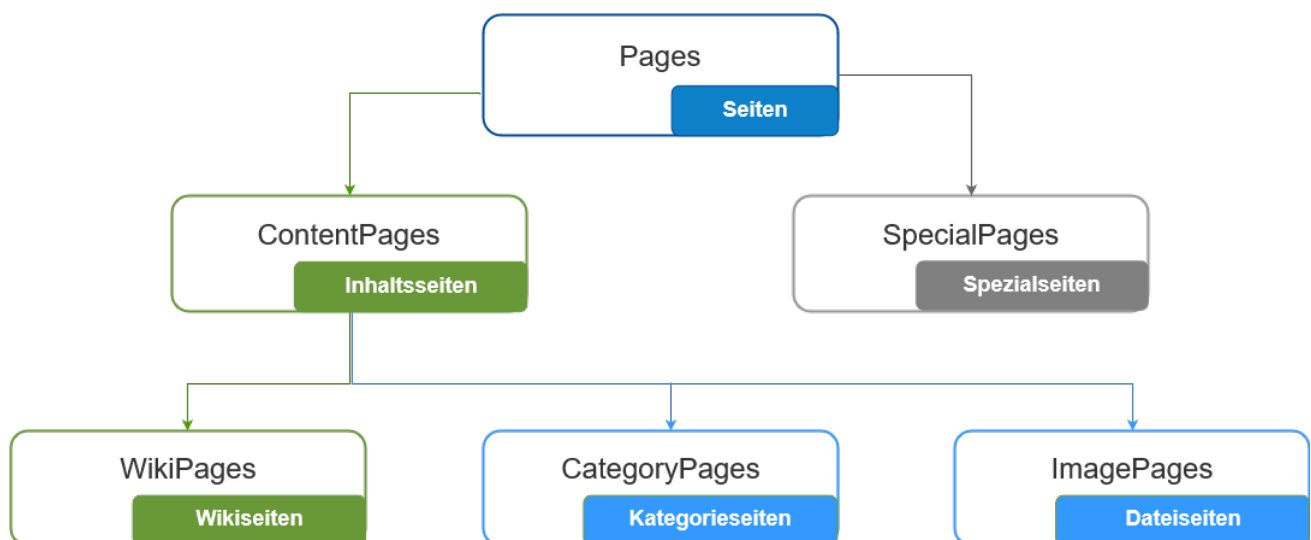 Pages
Seiten
ContentPages
Inhaltsseiten
SpecialPages
Spezialseiten
WikiPages
Wikiseiten
CategoryPages
Kategorieseiten
ImagePages
Dateiseiten